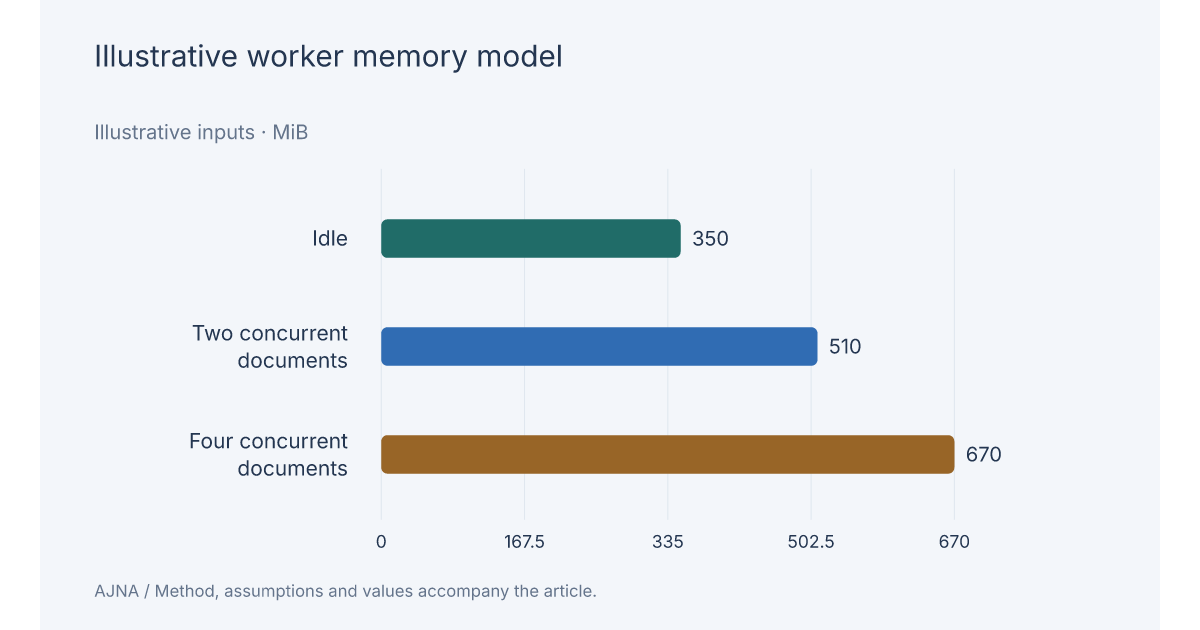 Illustrative worker memory model
Illustrative inputs · MiB
Idle
350
Two concurrent
documents
510
Four concurrent
documents
670
0
167.5
335
502.5
670
AJNA / Method, assumptions and values accompany the article.